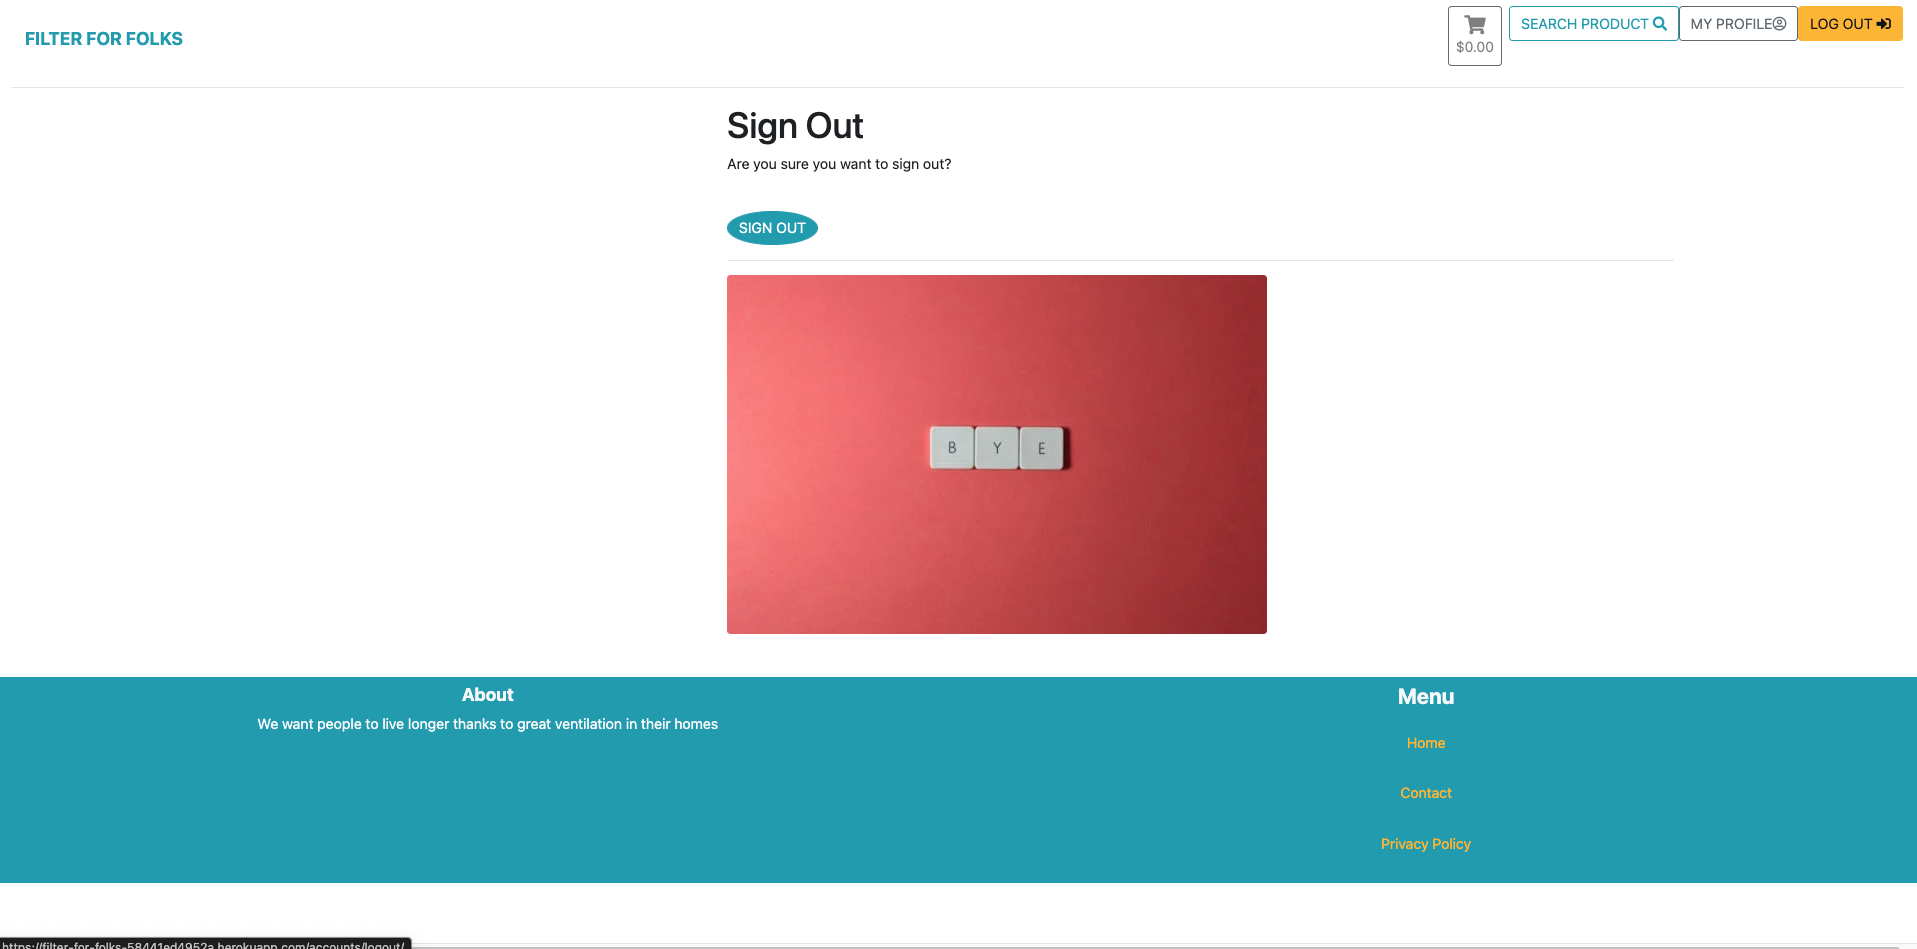 FILTER FOR FOLKS
$0.00
SEARCH PRODUCT
MY PROFILE
LOG OUT
Sign Out
Are you sure you want to sign out?
SIGN OUT
B Y E
About
We want people to live longer thanks to great ventilation in their homes
Menu
Home
Contact
Privacy Policy
https://filter-for-folks-58441ed4952a.herokuapp.com/accounts/logout/